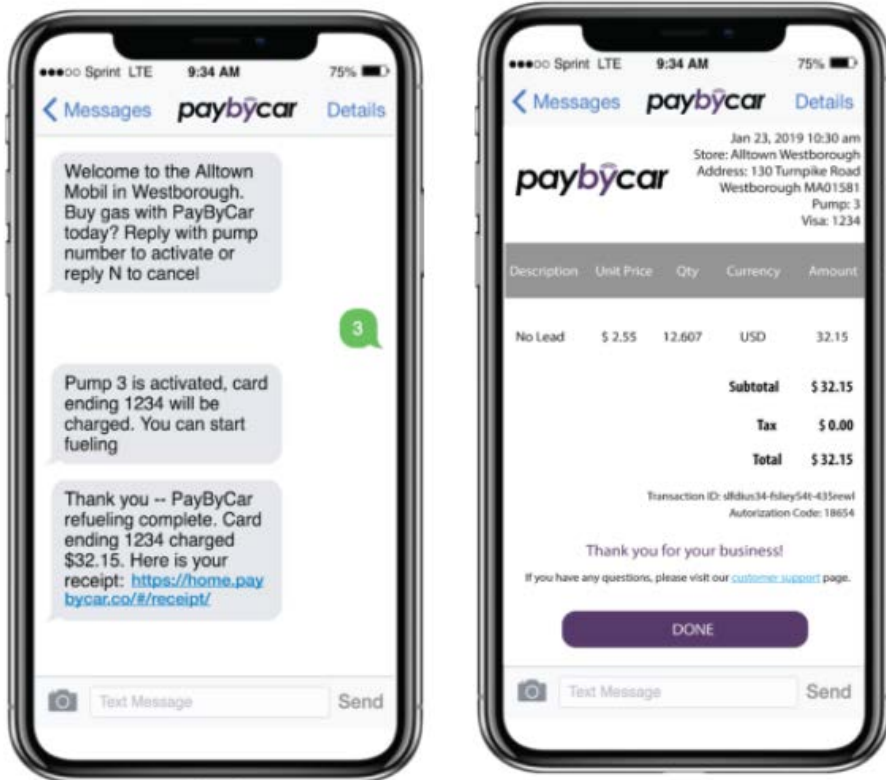 ●●●○○ Sprint LTE 9:34 AM 75%
Messages paybycar Details
Welcome to the Alltown
Mobil in Westborough.
Buy gas with PayByCar
today? Reply with pump
number to activate or
reply N to cancel
3
Pump 3 is activated, card
ending 1234 will be
charged. You can start
fueling
Thank you -- PayByCar
refueling complete. Card
ending 1234 charged
$32.15. Here is your
receipt: https://home.pay
bycar.co/#/receipt/
Text Message Send
●●●○○ Sprint LTE 9:34 AM 75%
Messages paybycar Details
paybycar
Jan 23, 2019 10:30 am
Store: Alltown Westborough
Address: 130 Turnpike Road
Westborough MA01581
Pump: 3
Visa: 1234
Description Unit Price Qty Currency Amount
No Lead $ 2.55 12.607 USD 32.15
Subtotal $ 32.15
Tax $ 0.00
Total $ 32.15
Transaction ID:
Autorization Code: 18654
Thank you for your business!
If you have any questions, please visit our customer support page.
DONE
Text Message Send